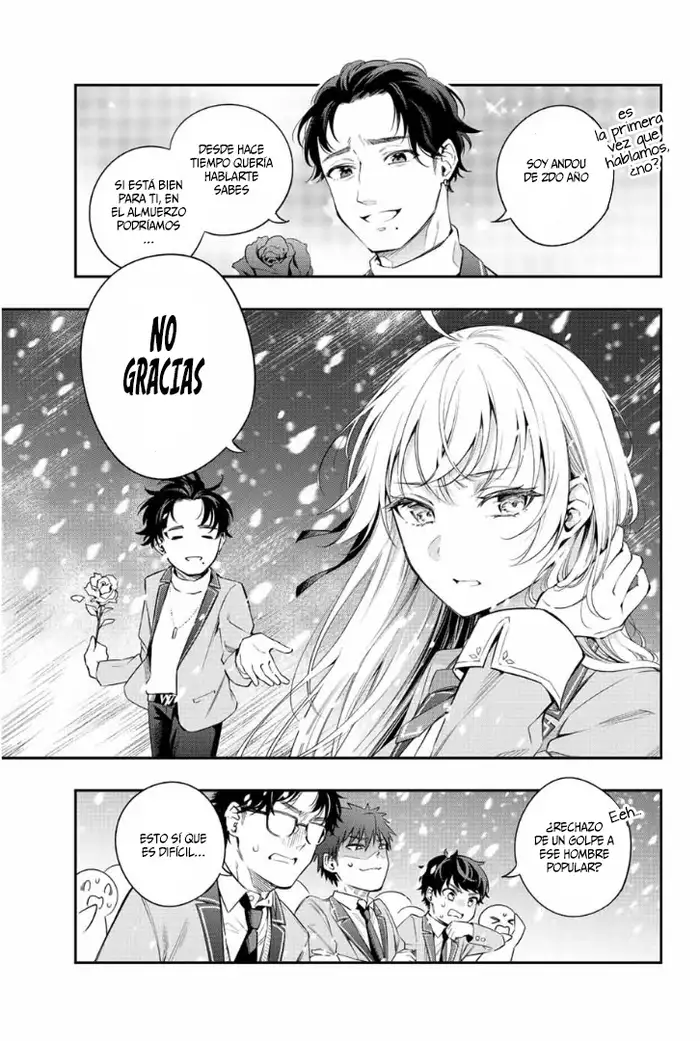 SOY ANDOU
DE 2DO AÑO
es
la primera
vez que
hablamos,
¿no?
DESDE HACE
TIEMPO QUERÍA
HABLARTE
SABES
SI ESTÁ BIEN
PARA TI, EN
EL ALMUERZO
PODRÍAMOS
...
NO
GRACIAS
Eeh...
¿RECHAZO
DE UN GOLPE A
ESE HOMBRE
POPULAR?
ESTO SÍ QUE
ES DIFÍCIL...